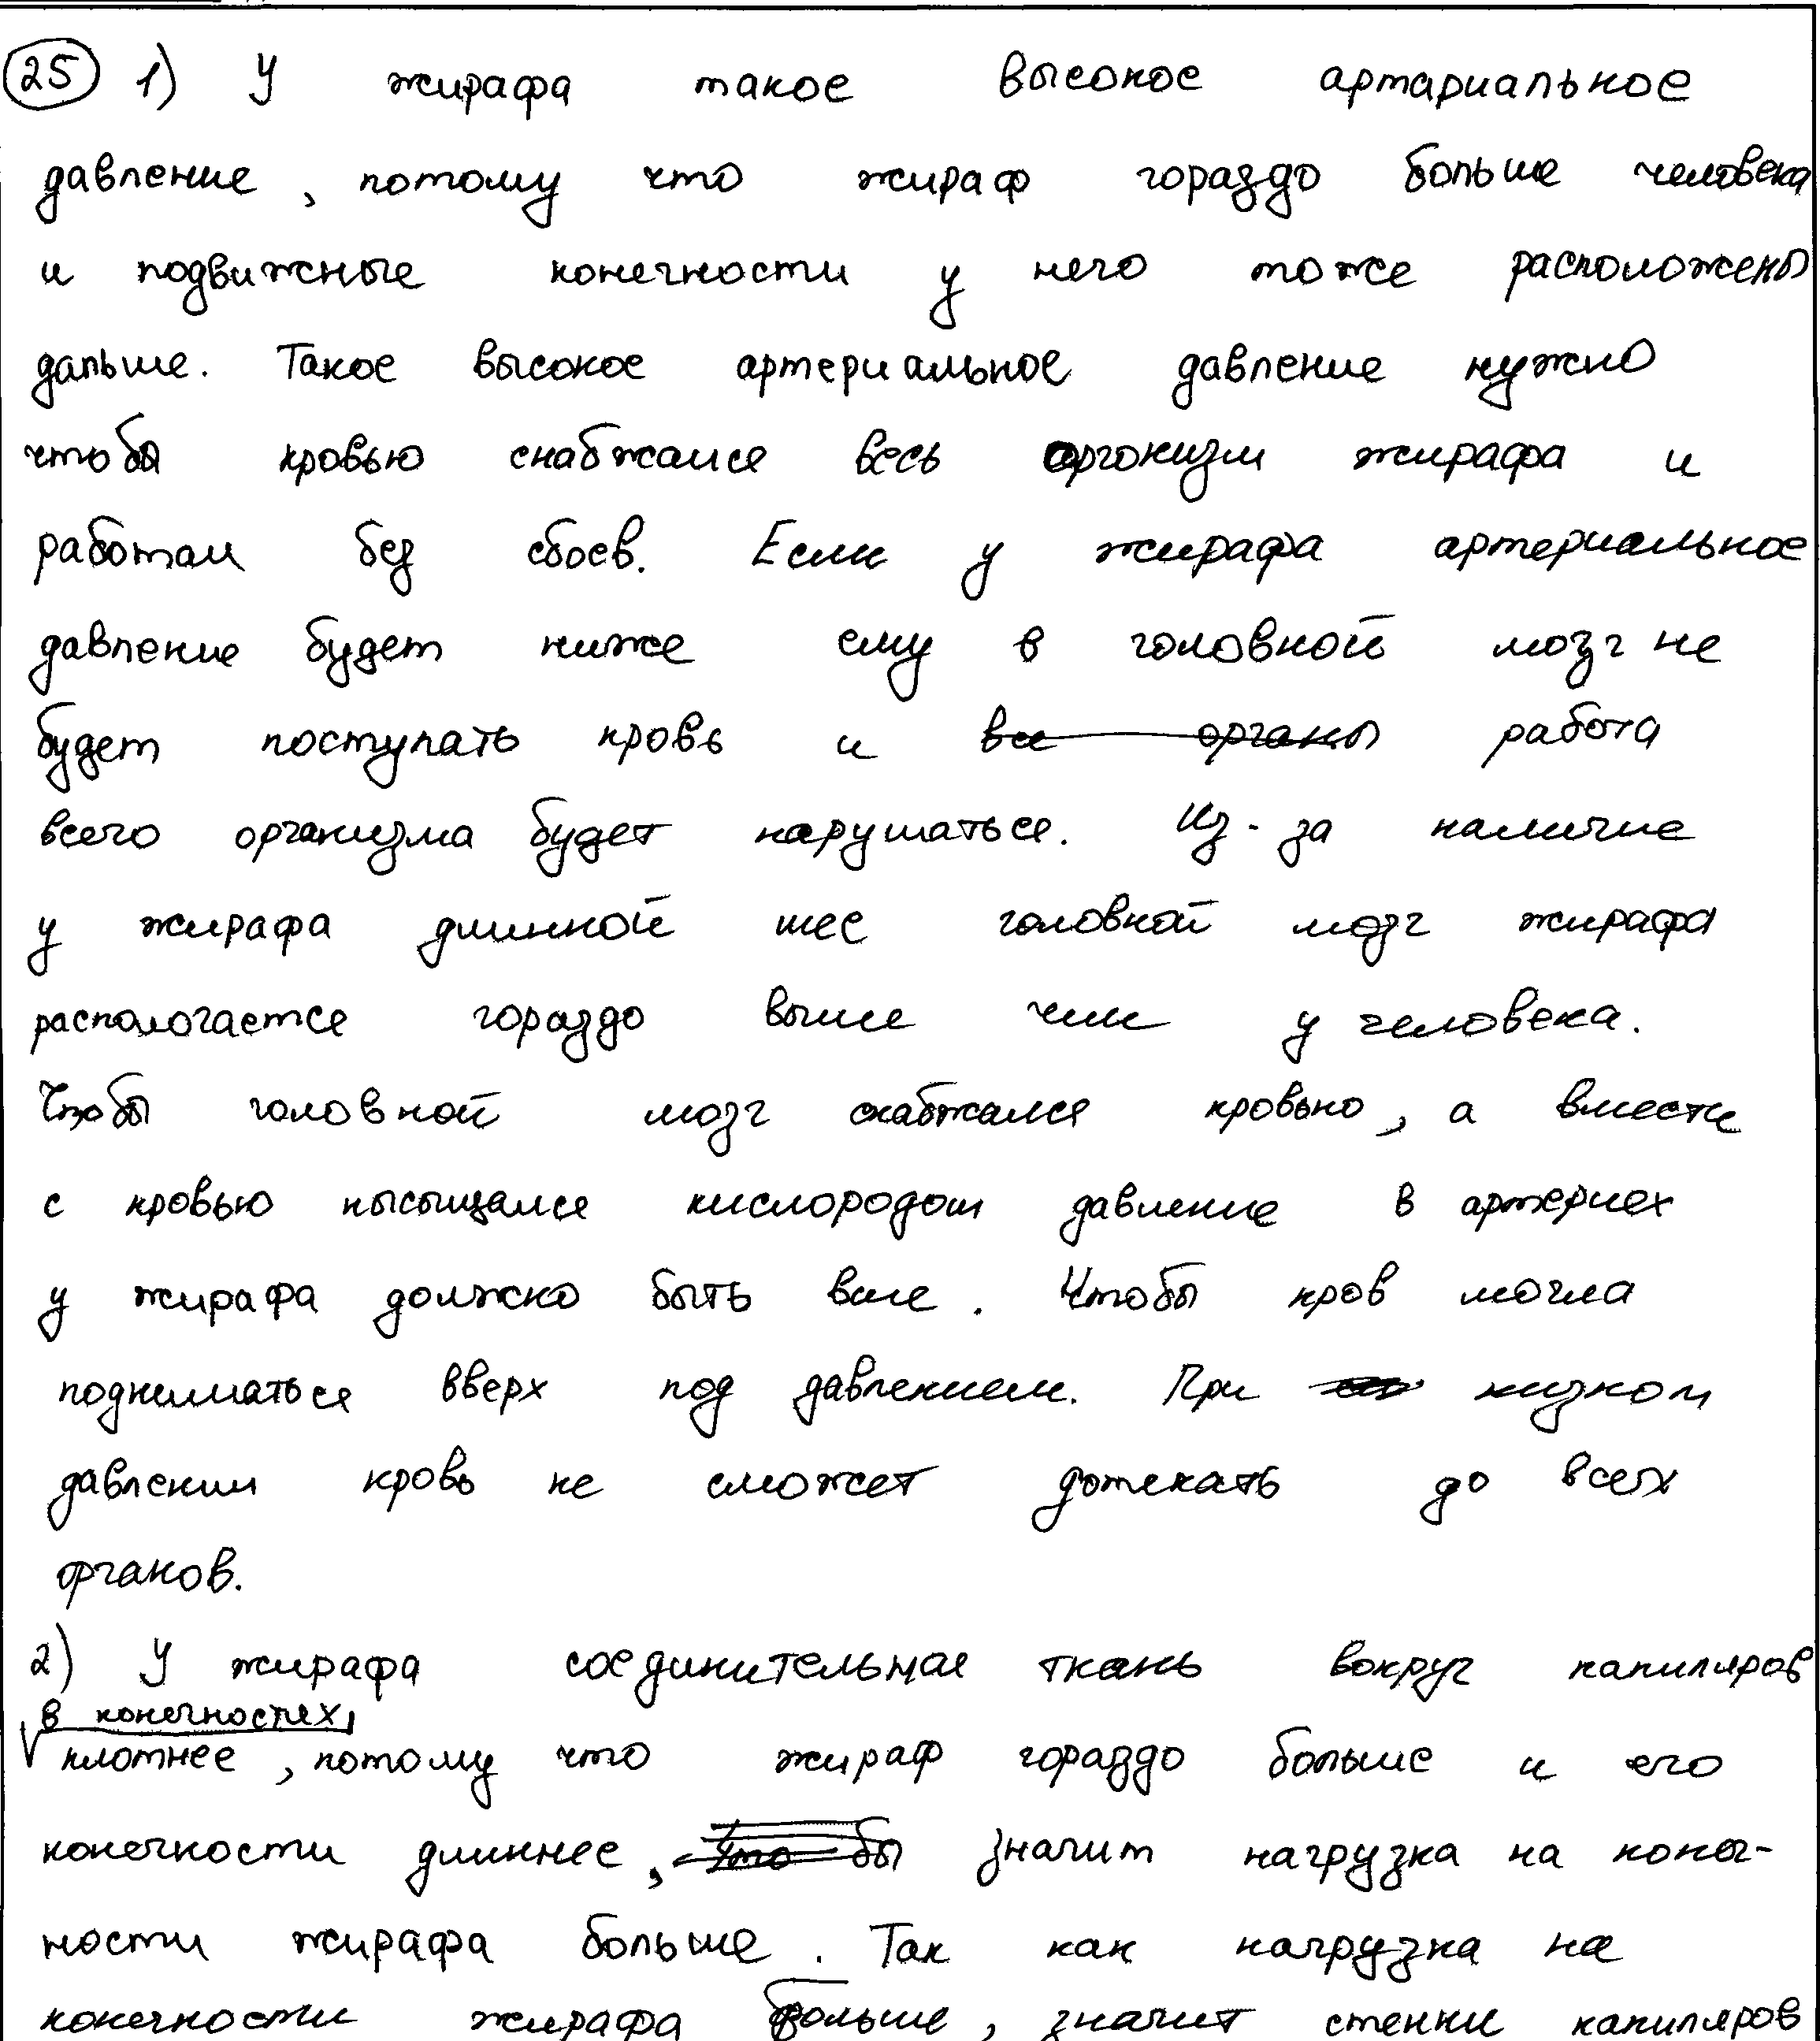 25 1) У жирафа такое высокое артариальное
давление, потому что жираф гораздо больше человека
и подвижные конечности у него тоже расположены
дальше. Такое высокое артериальное давление нужно
чтобы кровью снабжался весь оргонизм жирафа и
работал без сбоев. Если у жирафа артериальное
давление будет ниже ему в головной мозг не
будет поступать кровь и все органы работа
всего организма будет нарушаться. Из-за наличие
у жирафа длинной шее головной мозг жирафа
распологается гораздо выше чем у человека.
Чтобы головной мозг снабжался кровью, а вместе
с кровью нысыщался кислородом давление в артериях
у жирафа должно быть вше. Чтобы кров могла
подниматься вверх под давлением. При низком
давлении кровь не сможет дотекать до всех
органов.
2) У жирафа соединительная ткань вокруг капиляров
в конечностях,
плотнее, потому что жираф гораздо больше и его
конечности длиннее, что бы значит нагрузка на конеч-
ности жирафа больше. Так как нагрузка на
конечности жирафа больше, значит стенки капиляров